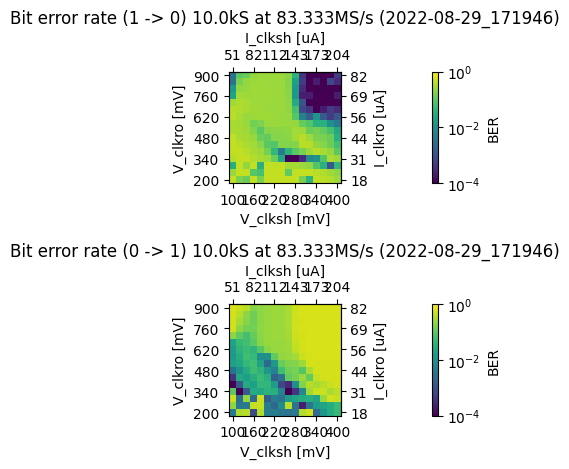 Bit error rate (1 -> 0) 10.0kS at 83.333MS/s (2022-08-29_171946)
I_clksh [uA]
51 82 112 143 173 204
V_clkro [mV]
900 760 620 480 340 200
82 69 56 44 31 18
I_clkro [uA]
100 160 220 280 340 400
V_clksh [mV]
10^0
10^-2
10^-4
BER
Bit error rate (0 -> 1) 10.0kS at 83.333MS/s (2022-08-29_171946)
I_clksh [uA]
51 82 112 143 173 204
V_clkro [mV]
900 760 620 480 340 200
82 69 56 44 31 18
I_clkro [uA]
100 160 220 280 340 400
V_clksh [mV]
10^0
10^-2
10^-4
BER